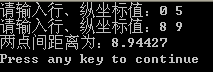 请输入行、纵坐标值：0 5
请输入行、纵坐标值：8 9
两点间距离为：8.94427
Press any key to continue